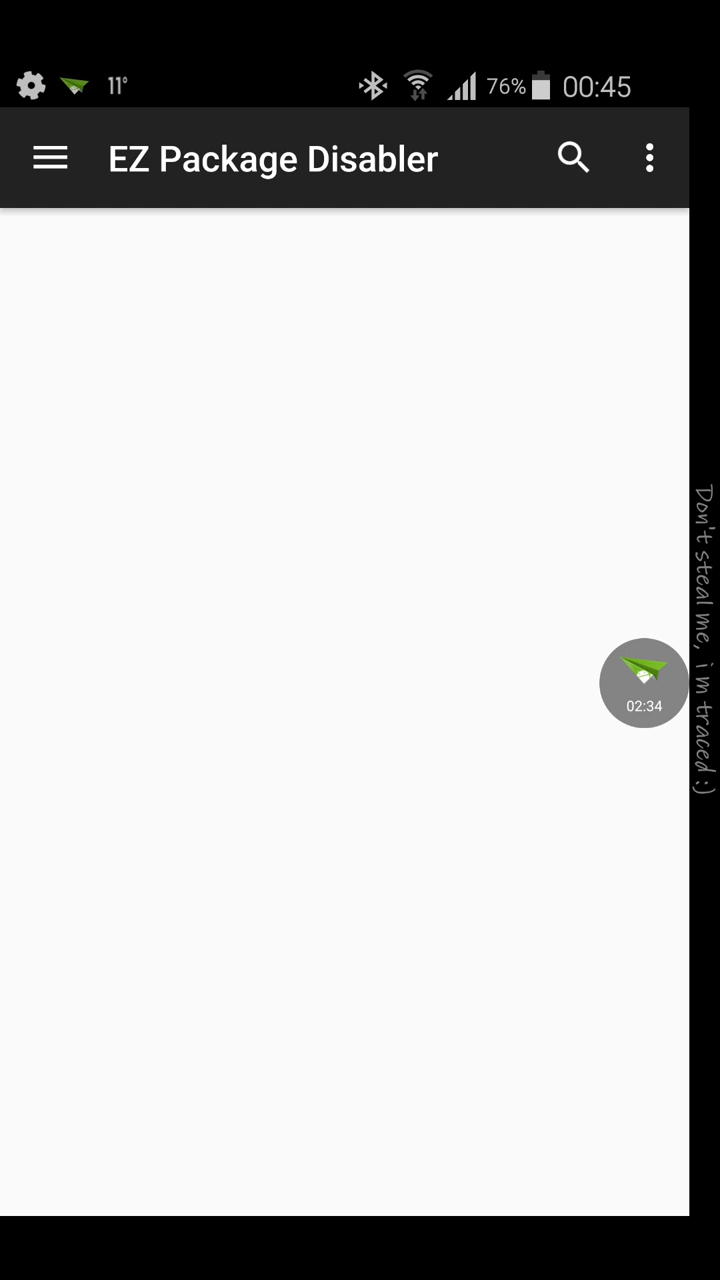 11°
76%
00:45
EZ Package Disabler
02:34
Don't steal me, i m traced :)